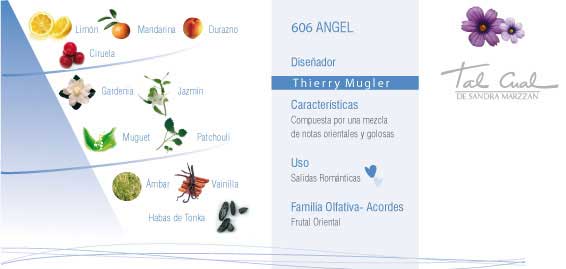 Limón
Mandarina
Durazno
Ciruela
Gardenia
Jazmín
Muguet
Patchouli
Ambar
Vainilla
Habas de Tonka
606 ANGEL
Diseñador
Thierry Mugler
Características
Compuesta por una mezcla
de notas orientales y golosas
Uso
Salidas Románticas
Familia Olfativa- Acordes
Frutal Oriental
Tal Cual
DE SANDRA MARZZAN